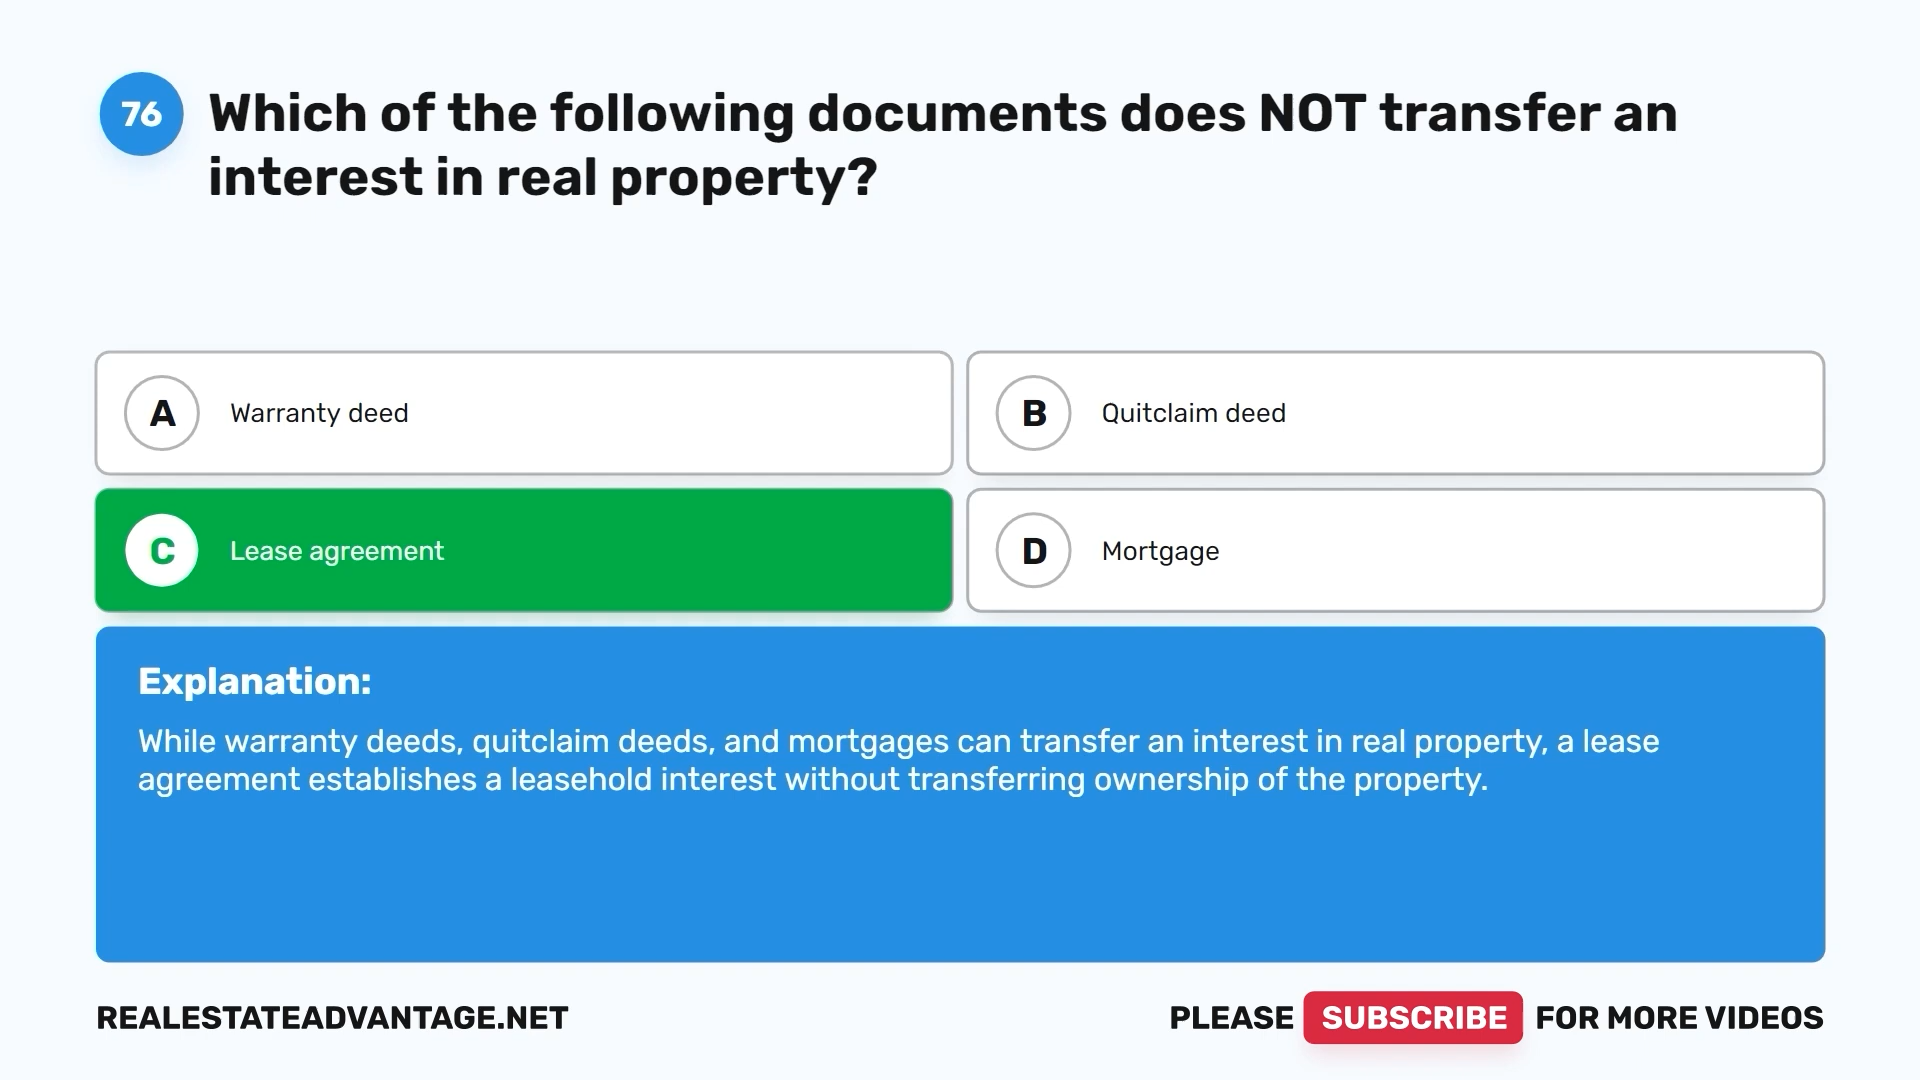 76
Which of the following documents does NOT transfer an
interest in real property?
A
Warranty deed
B
Quitclaim deed
C
Lease agreement
D
Mortgage
Explanation:
While warranty deeds, quitclaim deeds, and mortgages can transfer an interest in real property, a lease
agreement establishes a leasehold interest without transferring ownership of the property.
REALESTATEADVANTAGE.NET
PLEASE SUBSCRIBE FOR MORE VIDEOS